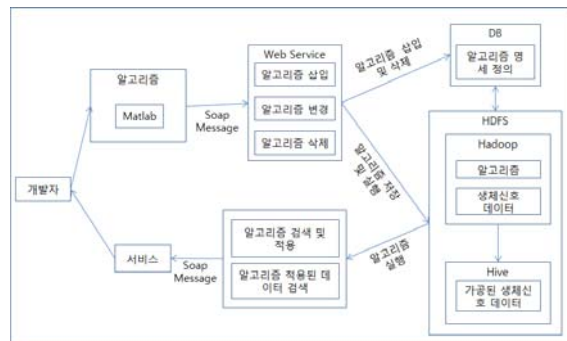 DB
알고리즘 명
세 정의
Web Service
알고리즘 삽입
알고리즘 변경
알고리즘 삭제
알고리즘 삽입
및 삭제
알고리즘
Matlab
Soap
Message
HDFS
Hadoop
알고리즘
생체신호
데이터
알고리즘 저장
및 실행
개발자
알고리즘 검색 및
적용
알고리즘 적용된 데
이터 검색
알고리즘
실행
서비스
Soap
Message
Hive
가공된 생체신
호 데이터